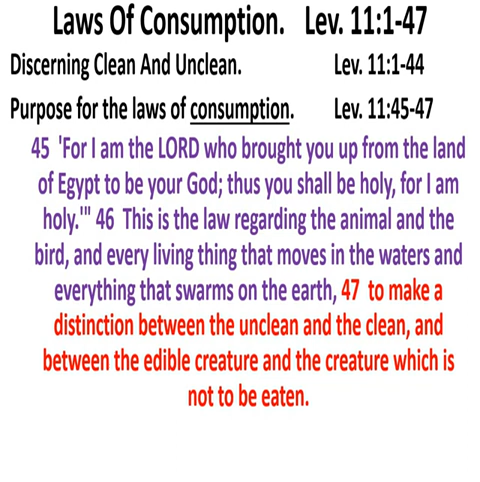 Laws Of Consumption. Lev. 11:1-47
Discerning Clean And Unclean. Lev. 11:1-44
Purpose for the laws of consumption. Lev. 11:45-47
45 'For I am the LORD who brought you up from the land
of Egypt to be your God; thus you shall be holy, for I am
holy.'" 46 This is the law regarding the animal and the
bird, and every living thing that moves in the waters and
everything that swarms on the earth, 47 to make a
distinction between the unclean and the clean, and
between the edible creature and the creature which is
not to be eaten.